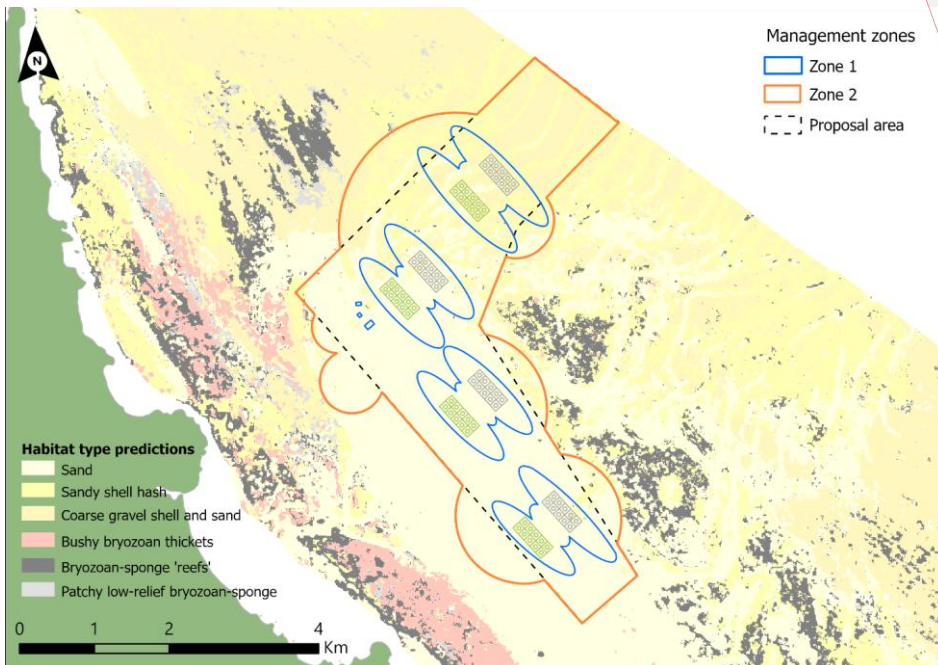 N
Management zones
Zone 1
Zone 2
Proposal area
Habitat type predictions
Sand
Sandy shell hash
Coarse gravel shell and sand
Bushy bryozoan thickets
Bryozoan-sponge 'reefs'
Patchy low-relief bryozoan-sponge
0 1 2 4
Km